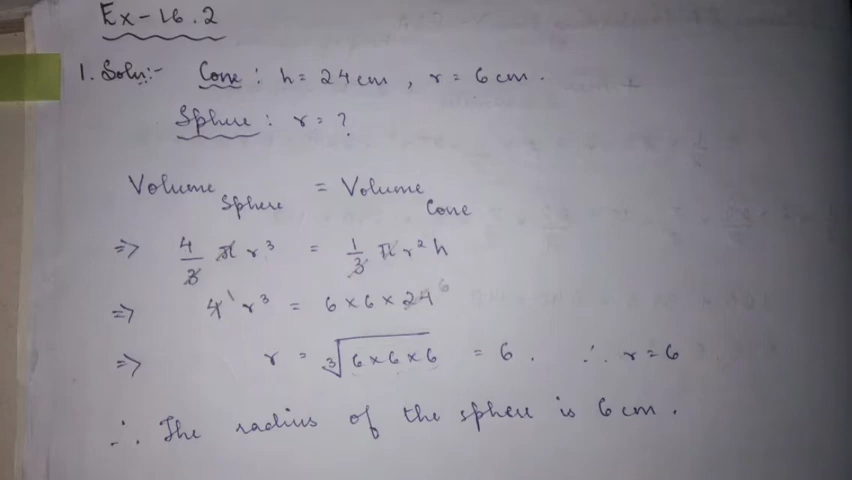 Ex-16.2
1. Soln:- Cone : h = 24 cm , r = 6 cm .
Sphere : r = ?
Volume Sphere = Volume Cone
=> 4/3 π r³ = 1/3 π r² h
=> 4 ¹ r³ = 6 × 6 × 24 ⁶
=> r = ∛6×6×6 = 6 . ∴ r = 6
∴ The radius of the sphere is 6 cm .